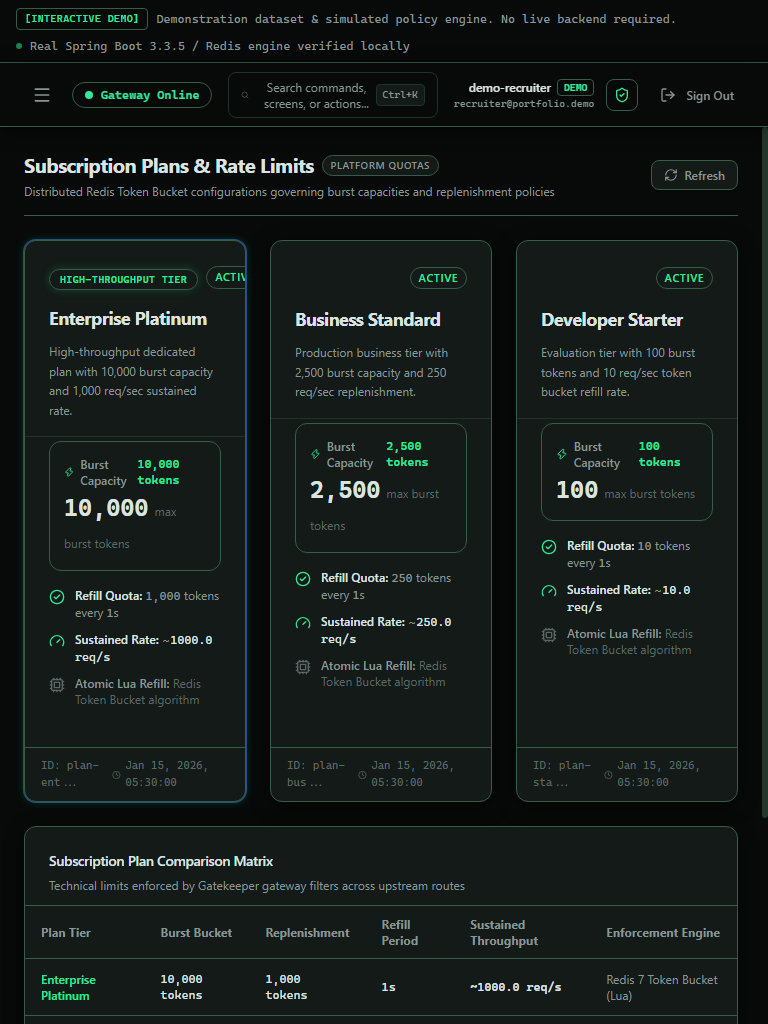 [INTERACTIVE DEMO] Demonstration dataset & simulated policy engine. No live backend required.
Real Spring Boot 3.3.5 / Redis engine verified locally
Gateway Online
Search commands,
screens, or actions...
Ctrl+K
demo-recruiter DEMO
recruiter@portfolio.demo
Sign Out
Subscription Plans & Rate Limits PLATFORM QUOTAS
Distributed Redis Token Bucket configurations governing burst capacities and replenishment policies
Refresh
HIGH-THROUGHPUT TIER ACTIV
Enterprise Platinum
High-throughput dedicated
plan with 10,000 burst capacity
and 1,000 req/sec sustained
rate.
Burst
Capacity
10,000
tokens
10,000 max
burst tokens
Refill Quota: 1,000 tokens
every 1s
Sustained Rate: ~1000.0
req/s
Atomic Lua Refill: Redis
Token Bucket algorithm
ID: plan-
ent...
Jan 15, 2026,
05:30:00
ACTIVE
Business Standard
Production business tier with
2,500 burst capacity and 250
req/sec replenishment.
Burst
Capacity
2,500
tokens
2,500 max burst
tokens
Refill Quota: 250 tokens
every 1s
Sustained Rate: ~250.0
req/s
Atomic Lua Refill: Redis
Token Bucket algorithm
ID: plan-
bus...
Jan 15, 2026,
05:30:00
ACTIVE
Developer Starter
Evaluation tier with 100 burst
tokens and 10 req/sec token
bucket refill rate.
Burst
Capacity
100
tokens
100 max burst tokens
Refill Quota: 10 tokens
every 1s
Sustained Rate: ~10.0
req/s
Atomic Lua Refill: Redis
Token Bucket algorithm
ID: plan-
sta...
Jan 15, 2026,
05:30:00
Subscription Plan Comparison Matrix
Technical limits enforced by Gatekeeper gateway filters across upstream routes
Plan Tier
Burst Bucket
Replenishment
Refill
Period
Sustained
Throughput
Enforcement Engine
Enterprise
Platinum
10,000
tokens
1,000
tokens
1s
~1000.0 req/s
Redis 7 Token Bucket
(Lua)